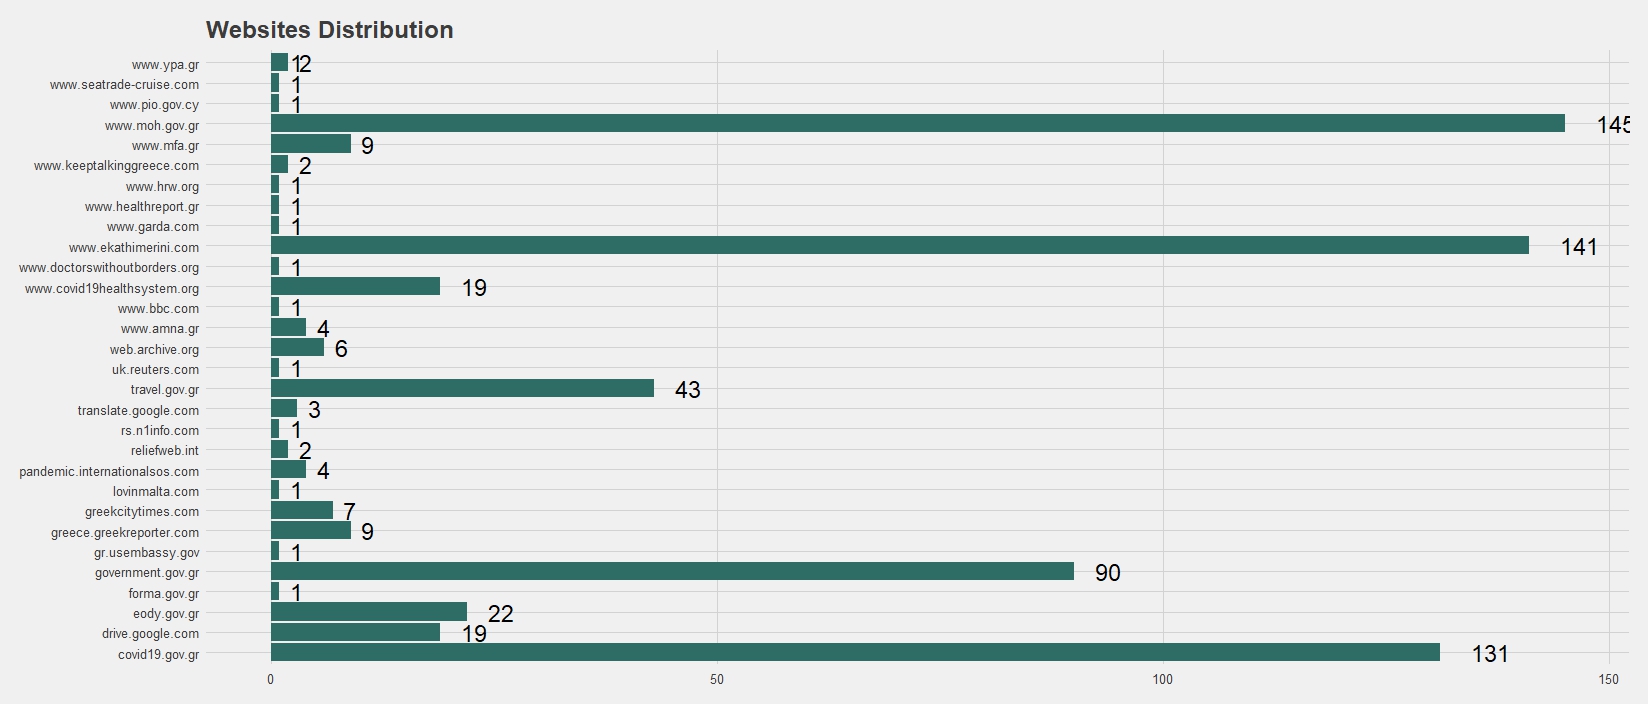 Websites Distribution
www.ypa.gr 12
www.seatrade-cruise.com 1
www.pio.gov.cy 1
www.moh.gov.gr 145
www.mfa.gr 9
www.keeptalkinggreece.com 2
www.hrw.org 1
www.healthreport.gr 1
www.garda.com 1
www.ekathimerini.com 141
www.doctorswithoutborders.org 1
www.covid19healthsystem.org 19
www.bbc.com 1
www.amna.gr 4
web.archive.org 6
uk.reuters.com 1
travel.gov.gr 43
translate.google.com 3
rs.n1info.com 1
reliefweb.int 2
pandemic.internationalsos.com 4
lovinmalta.com 1
greekcitytimes.com 7
greece.greekreporter.com 9
gr.usembassy.gov 1
government.gov.gr 90
forma.gov.gr 1
eody.gov.gr 22
drive.google.com 19
covid19.gov.gr 131
0 50 100 150